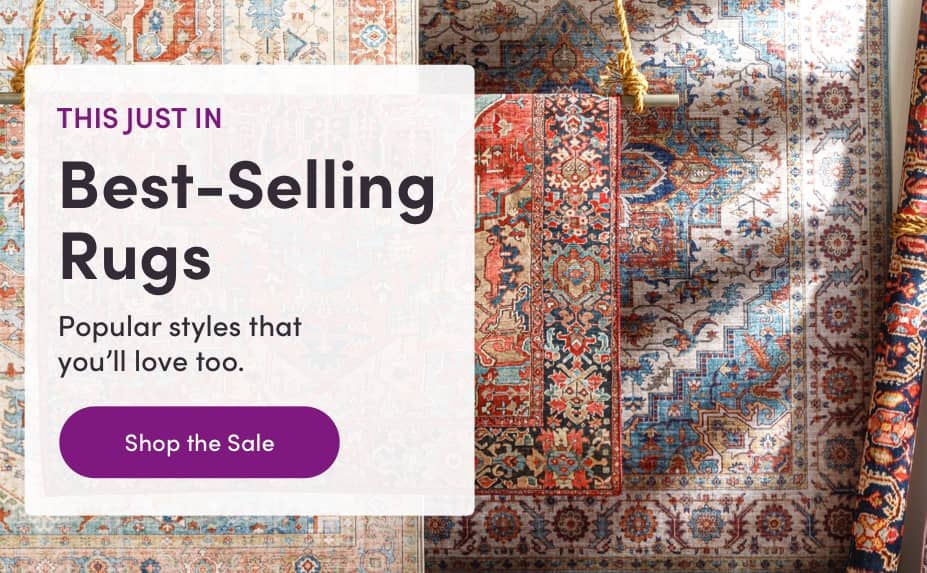 THIS JUST IN
Best-Selling
Rugs
Popular styles that
you’ll love too.
Shop the Sale